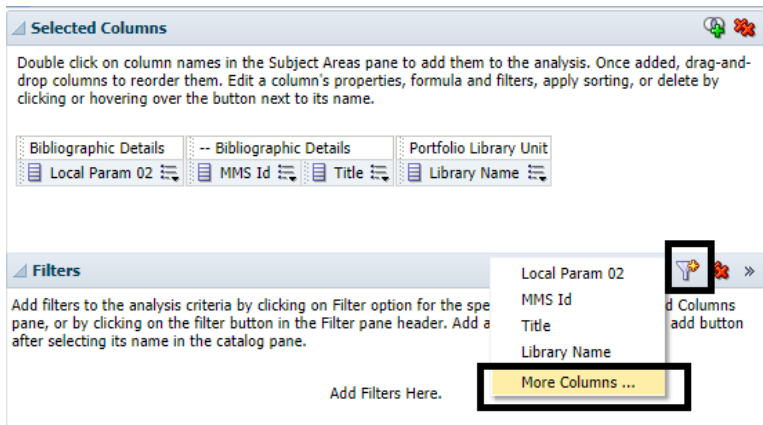 Selected Columns
Double click on column names in the Subject Areas pane to add them to the analysis. Once added, drag-and-
drop columns to reorder them. Edit a column's properties, formula and filters, apply sorting, or delete by
clicking or hovering over the button next to its name.
Bibliographic Details -- Bibliographic Details Portfolio Library Unit
Local Param 02 MMS Id Title Library Name
Filters
Add filters to the analysis criteria by clicking on Filter option for the spe d Columns
pane, or by clicking on the filter button in the Filter pane header. Add a add button
after selecting its name in the catalog pane.
Add Filters Here.
Local Param 02
MMS Id
Title
Library Name
More Columns ...